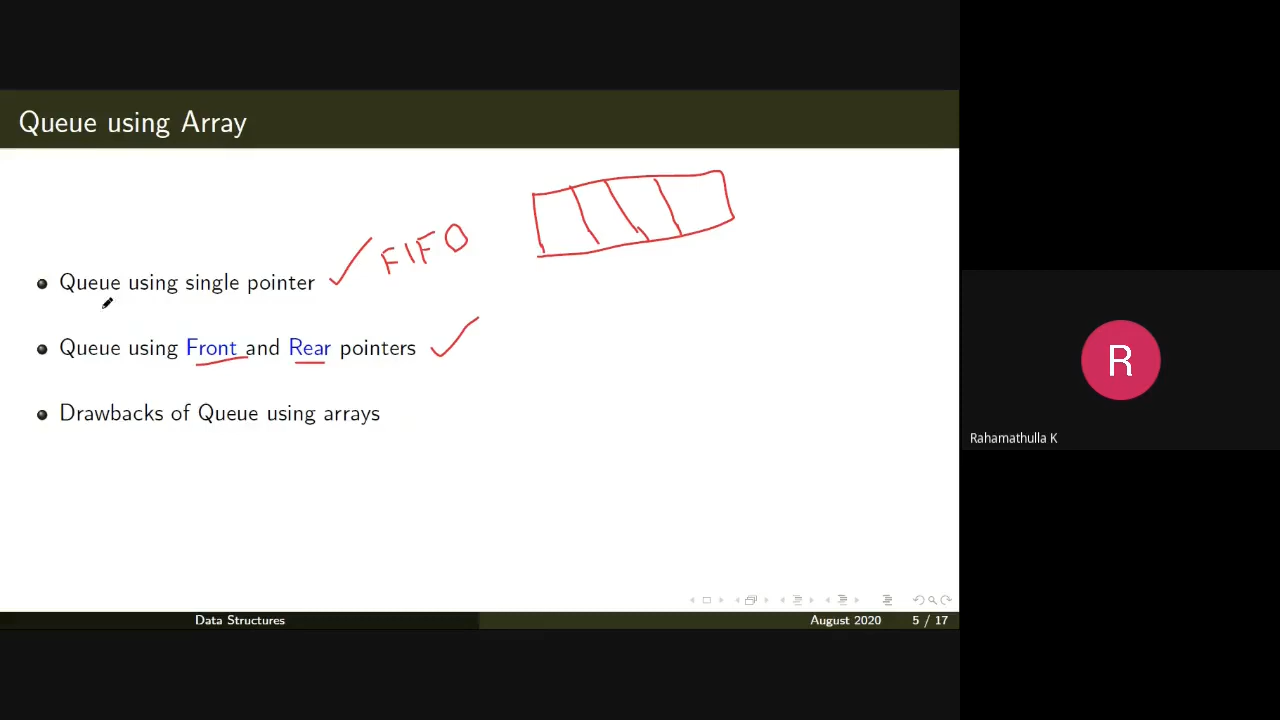 Queue using Array
FIFO
Queue using single pointer
Queue using Front and Rear pointers
Drawbacks of Queue using arrays
R
Rahamathulla K
Data Structures
August 2020
5 / 17